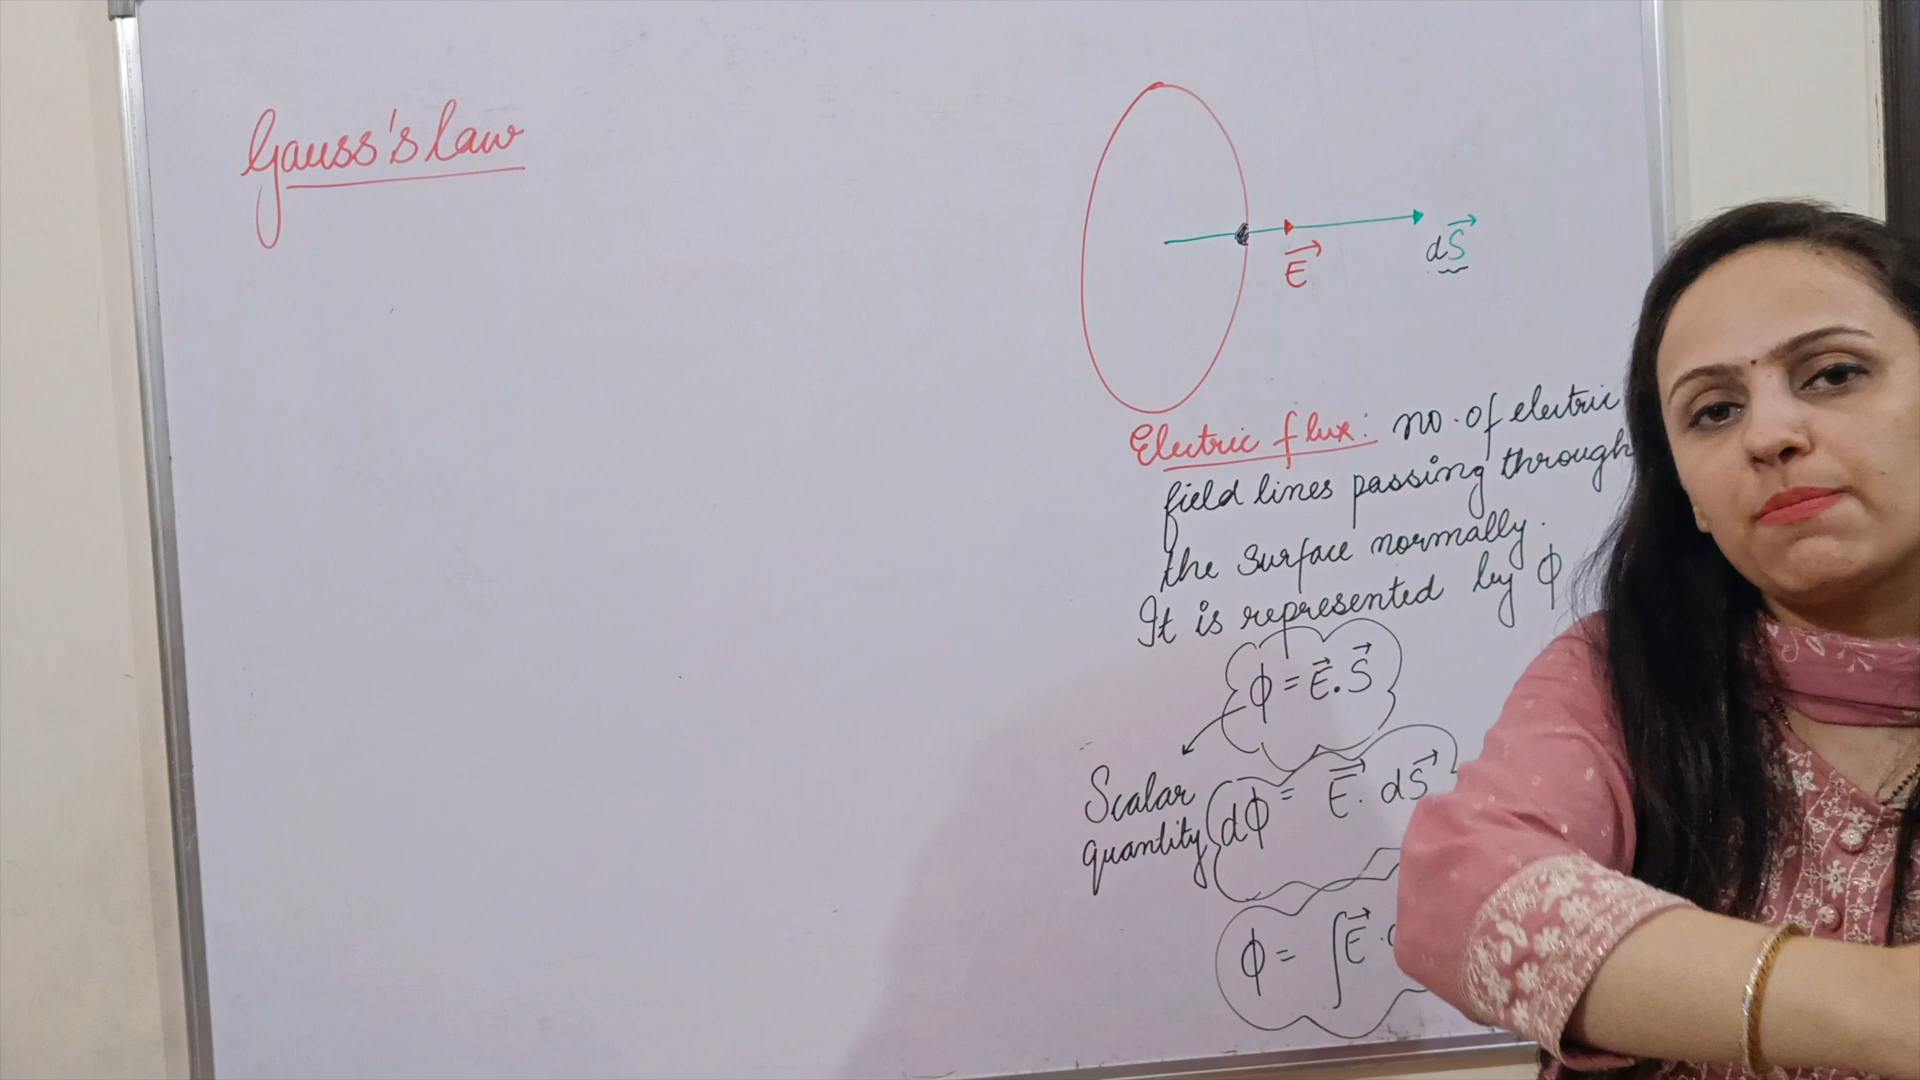 Gauss's law
E
dS
Electric flux: no. of electric
field lines passing through
the surface normally.
It is represented by ϕ
ϕ = E⃗.S⃗
Scalar
quantity
dϕ = E⃗. dS⃗
ϕ = ∫E⃗.